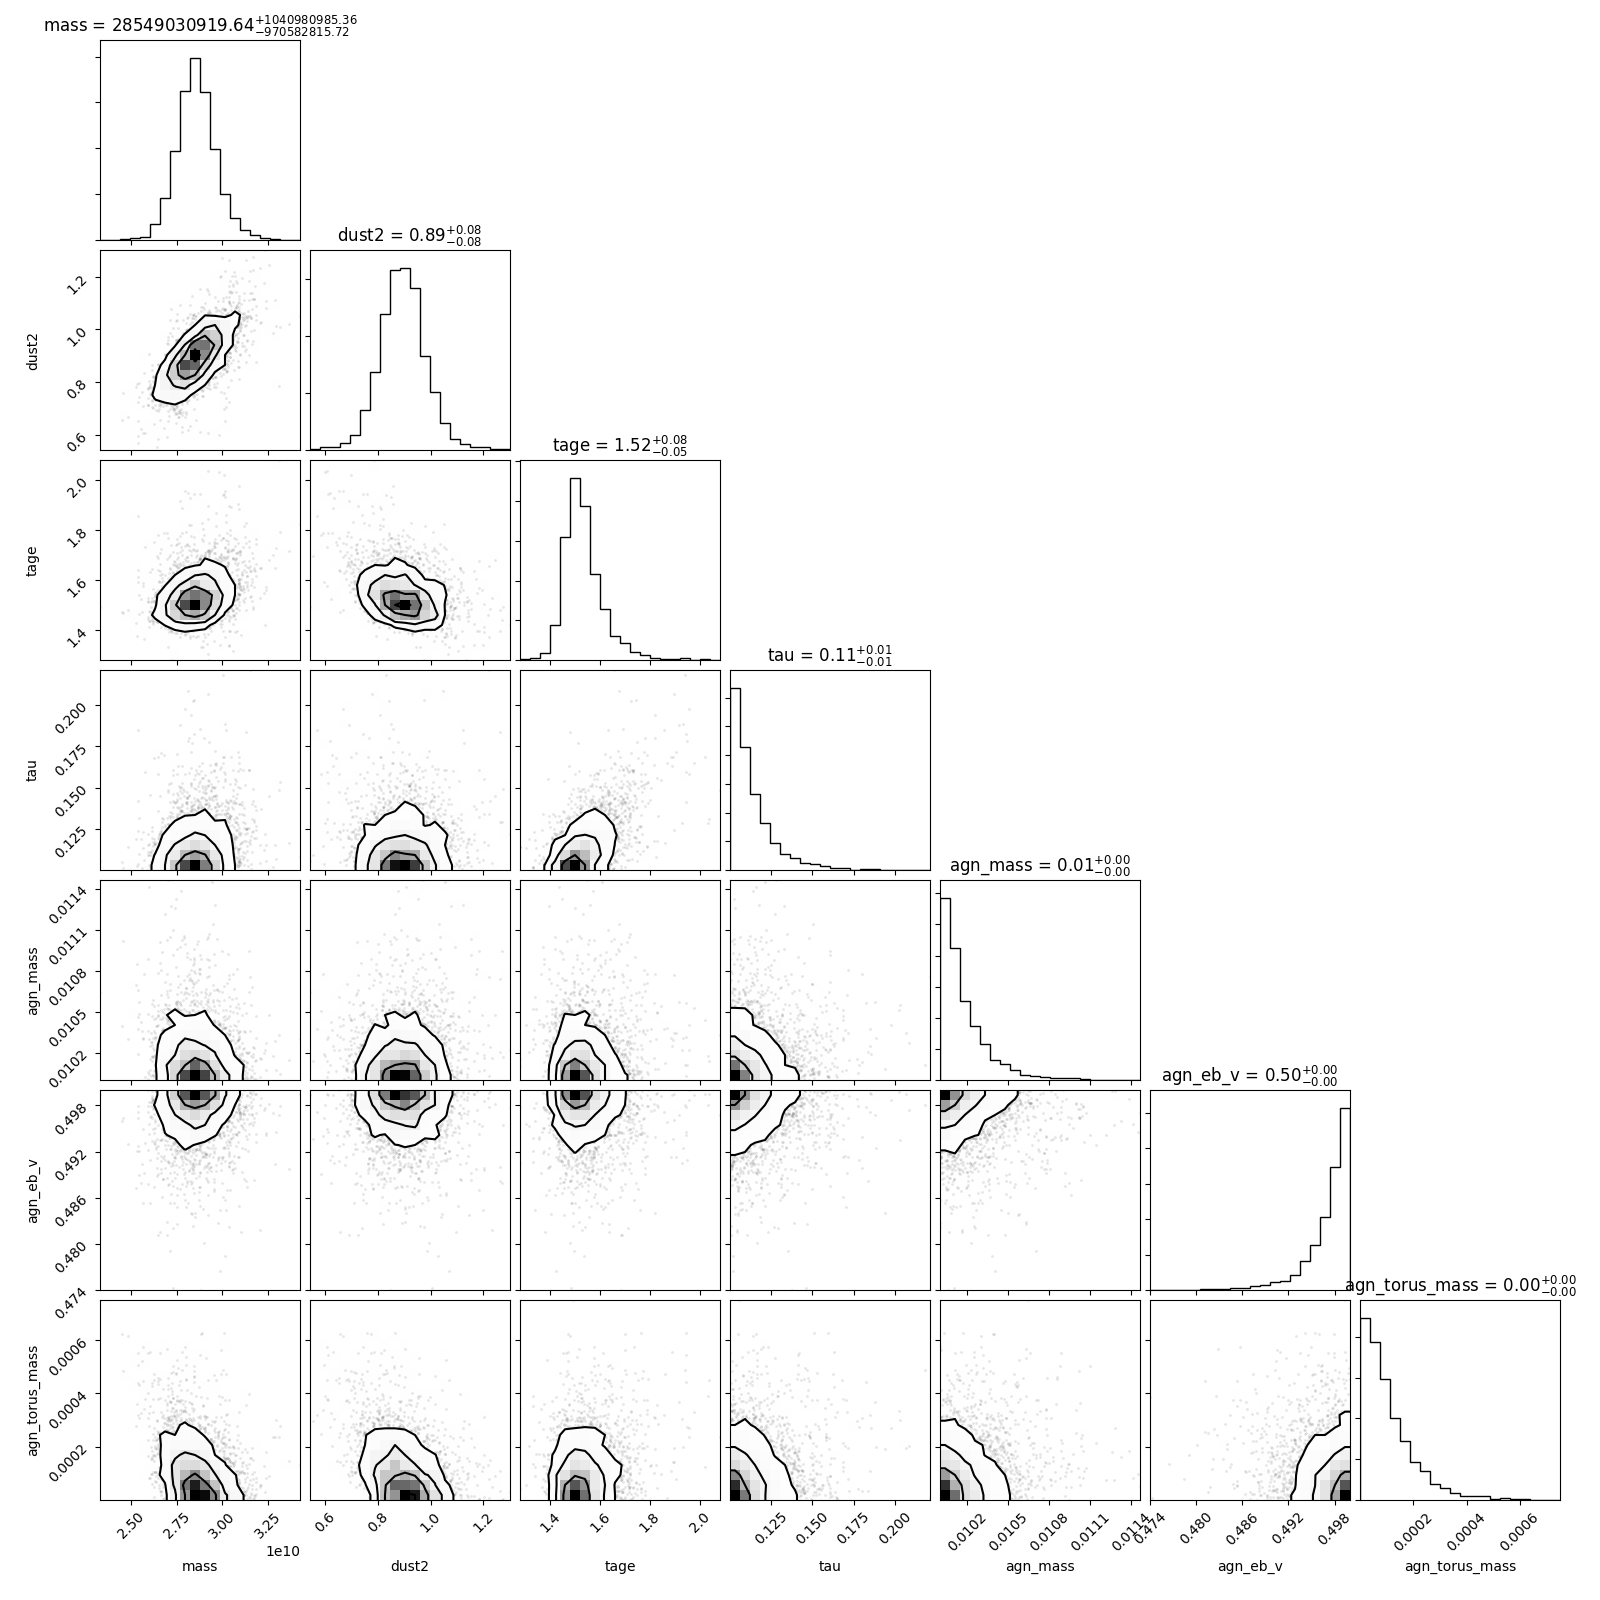 mass = 28549030919.64+1040980985.36 −970582815.72
dust2 = 0.89+0.08 −0.08
1.2
1.0
0.8
0.6
dust2
tage = 1.52+0.08 −0.05
2.0
1.8
1.6
1.4
tage
tau = 0.11+0.01 −0.01
0.200
0.175
0.150
0.125
tau
agn_mass = 0.01+0.00 −0.00
0.0114
0.0111
0.0108
0.0105
0.0102
agn_mass
agn_eb_v = 0.50+0.00 −0.00
0.498
0.492
0.486
0.480
0.474
agn_eb_v
agn_torus_mass = 0.00+0.00 −0.00
0.0006
0.0004
0.0002
agn_torus_mass
2.50 2.75 3.00 3.25 0.6 0.8 1.0 1.2 1.4 1.6 1.8 2.0 0.125 0.150 0.175 0.200 0.0102 0.0105 0.0108 0.0111 0.0114 0.474 0.480 0.486 0.492 0.498 0.0002 0.0004 0.0006
1e10
mass dust2 tage tau agn_mass agn_eb_v agn_torus_mass